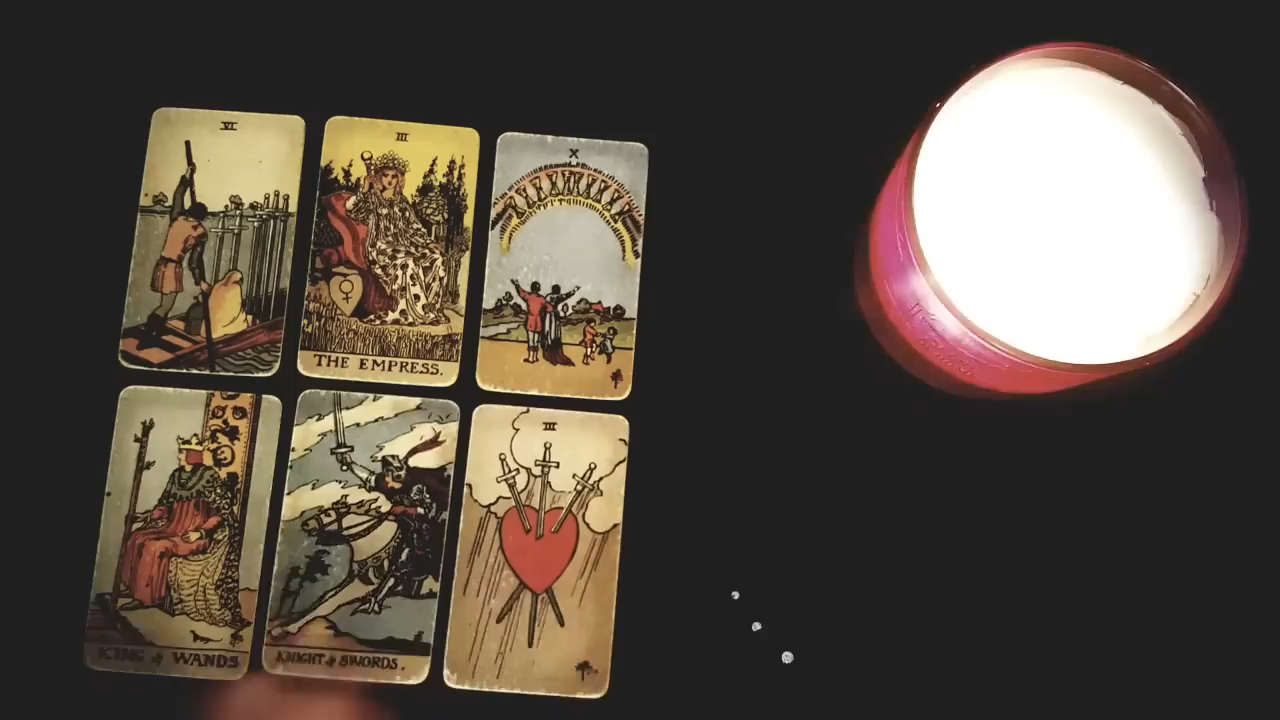 VI
III
X
THE EMPRESS.
III
KING of WANDS
KNIGHT of SWORDS.